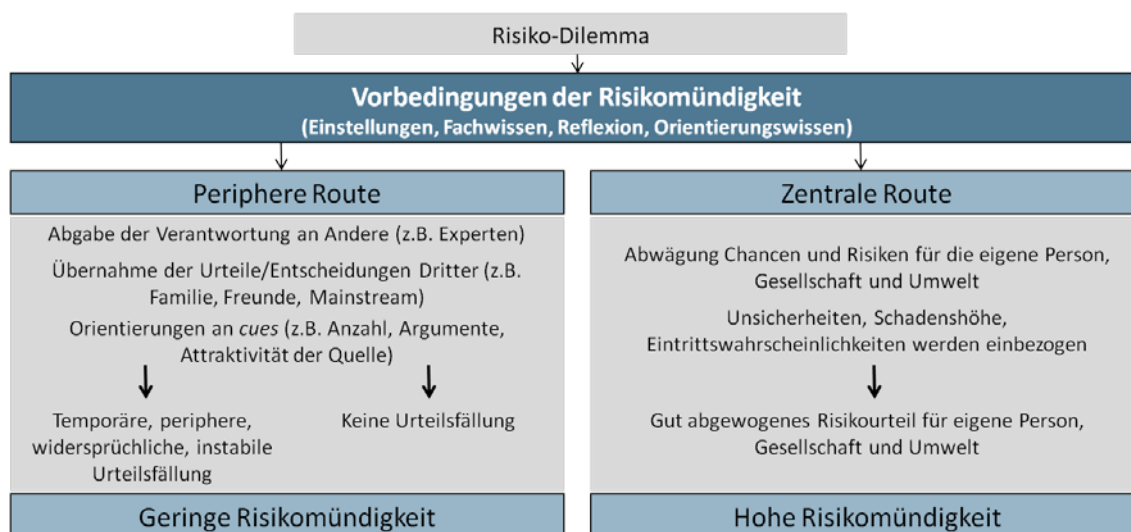 Risiko-Dilemma
Vorbedingungen der Risikomündigkeit
(Einstellungen, Fachwissen, Reflexion, Orientierungswissen)
Periphere Route
Abgabe der Verantwortung an Andere (z.B. Experten)
Übernahme der Urteile/Entscheidungen Dritter (z.B.
Familie, Freunde, Mainstream)
Orientierungen an cues (z.B. Anzahl, Argumente,
Attraktivität der Quelle)
Temporäre, periphere,
widersprüchliche, instabile
Urteilsfällung
Keine Urteilsfällung
Geringe Risikomündigkeit
Zentrale Route
Abwägung Chancen und Risiken für die eigene Person,
Gesellschaft und Umwelt
Unsicherheiten, Schadenshöhe,
Eintrittswahrscheinlichkeiten werden einbezogen
Gut abgewogenes Risikourteil für eigene Person,
Gesellschaft und Umwelt
Hohe Risikomündigkeit